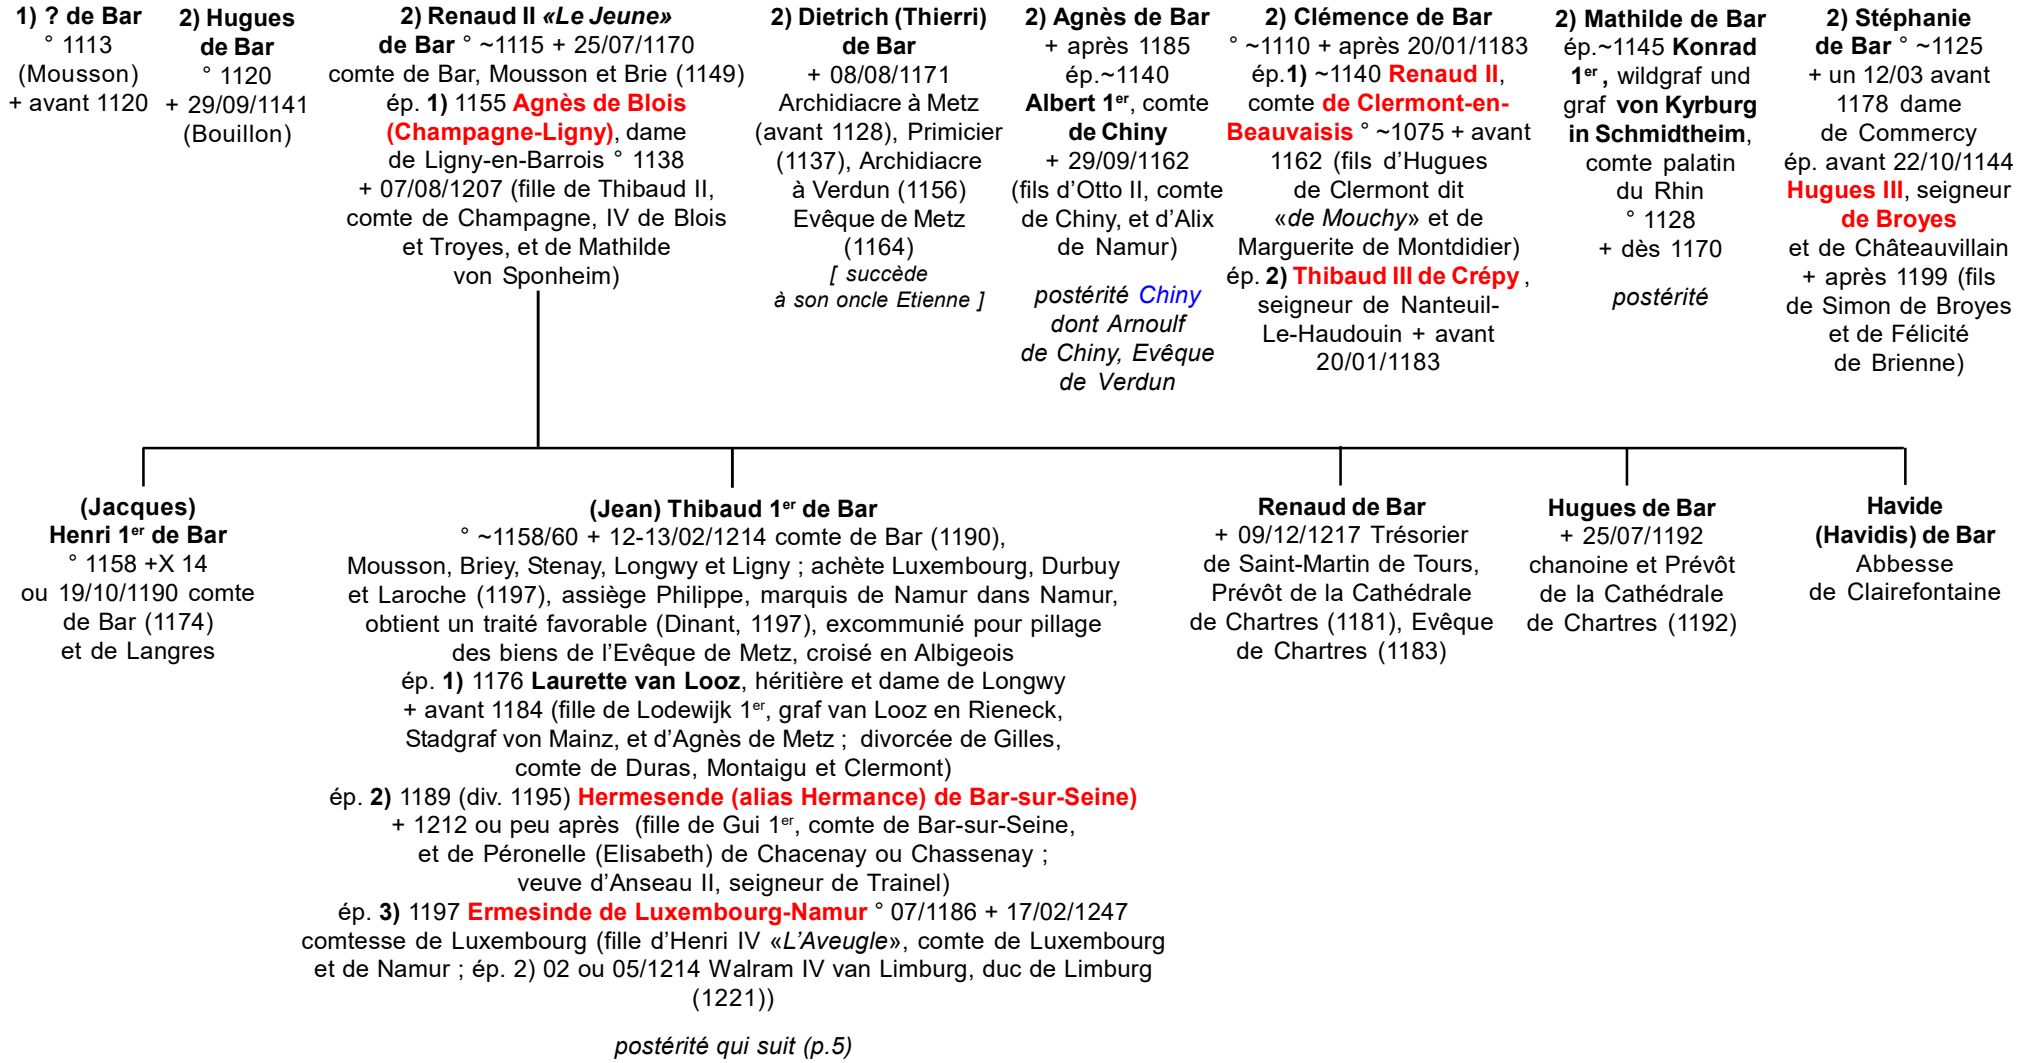 1) ? de Bar
° 1113
(Mousson)
+ avant 1120
2) Hugues
de Bar
° 1120
+ 29/09/1141
(Bouillon)
2) Renaud II «Le Jeune»
de Bar ° ~1115 + 25/07/1170
comte de Bar, Mousson et Brie (1149)
ép. 1) 1155 Agnès de Blois
(Champagne-Ligny), dame
de Ligny-en-Barrois ° 1138
+ 07/08/1207 (fille de Thibaud II,
comte de Champagne, IV de Blois
et Troyes, et de Mathilde
von Sponheim)
2) Dietrich (Thierri)
de Bar
+ 08/08/1171
Archidiacre à Metz
(avant 1128), Primicier
(1137), Archidiacre
à Verdun (1156)
Evêque de Metz
(1164)
[ succède
à son oncle Etienne ]
2) Agnès de Bar
+ après 1185
ép.~1140
Albert 1er, comte
de Chiny
+ 29/09/1162
(fils d'Otto II, comte
de Chiny, et d'Alix
de Namur)
postérité Chiny
dont Arnoulf
de Chiny, Evêque
de Verdun
2) Clémence de Bar
° ~1110 + après 20/01/1183
ép.1) ~1140 Renaud II,
comte de Clermont-en-
Beauvaisis ° ~1075 + avant
1162 (fils d'Hugues
de Clermont dit
«de Mouchy» et de
Marguerite de Montdidier)
ép. 2) Thibaud III de Crépy ,
seigneur de Nanteuil-
Le-Haudouin + avant
20/01/1183
2) Mathilde de Bar
ép.~1145 Konrad
1er , wildgraf und
graf von Kyrburg
in Schmidtheim,
comte palatin
du Rhin
° 1128
+ dès 1170
postérité
2) Stéphanie
de Bar ° ~1125
+ un 12/03 avant
1178 dame
de Commercy
ép. avant 22/10/1144
Hugues III, seigneur
de Broyes
et de Châteauvillain
+ après 1199 (fils
de Simon de Broyes
et de Félicité
de Brienne)
(Jacques)
Henri 1er de Bar
° 1158 +X 14
ou 19/10/1190 comte
de Bar (1174)
et de Langres
(Jean) Thibaud 1er de Bar
° ~1158/60 + 12-13/02/1214 comte de Bar (1190),
Mousson, Briey, Stenay, Longwy et Ligny ; achète Luxembourg, Durbuy
et Laroche (1197), assiège Philippe, marquis de Namur dans Namur,
obtient un traité favorable (Dinant, 1197), excommunié pour pillage
des biens de l'Evêque de Metz, croisé en Albigeois
ép. 1) 1176 Laurette van Looz, héritière et dame de Longwy
+ avant 1184 (fille de Lodewijk 1er, graf van Looz en Rieneck,
Stadgraf von Mainz, et d'Agnès de Metz ; divorcée de Gilles,
comte de Duras, Montaigu et Clermont)
ép. 2) 1189 (div. 1195) Hermesende (alias Hermance) de Bar-sur-Seine)
+ 1212 ou peu après (fille de Gui 1er, comte de Bar-sur-Seine,
et de Péronelle (Elisabeth) de Chacenay ou Chassenay ;
veuve d'Anseau II, seigneur de Trainel)
ép. 3) 1197 Ermesinde de Luxembourg-Namur ° 07/1186 + 17/02/1247
comtesse de Luxembourg (fille d'Henri IV «L'Aveugle», comte de Luxembourg
et de Namur ; ép. 2) 02 ou 05/1214 Walram IV van Limburg, duc de Limburg
(1221))
postérité qui suit (p.5)
Renaud de Bar
+ 09/12/1217 Trésorier
de Saint-Martin de Tours,
Prévôt de la Cathédrale
de Chartres (1181), Evêque
de Chartres (1183)
Hugues de Bar
+ 25/07/1192
chanoine et Prévôt
de la Cathédrale
de Chartres (1192)
Havide
(Havidis) de Bar
Abbesse
de Clairefontaine